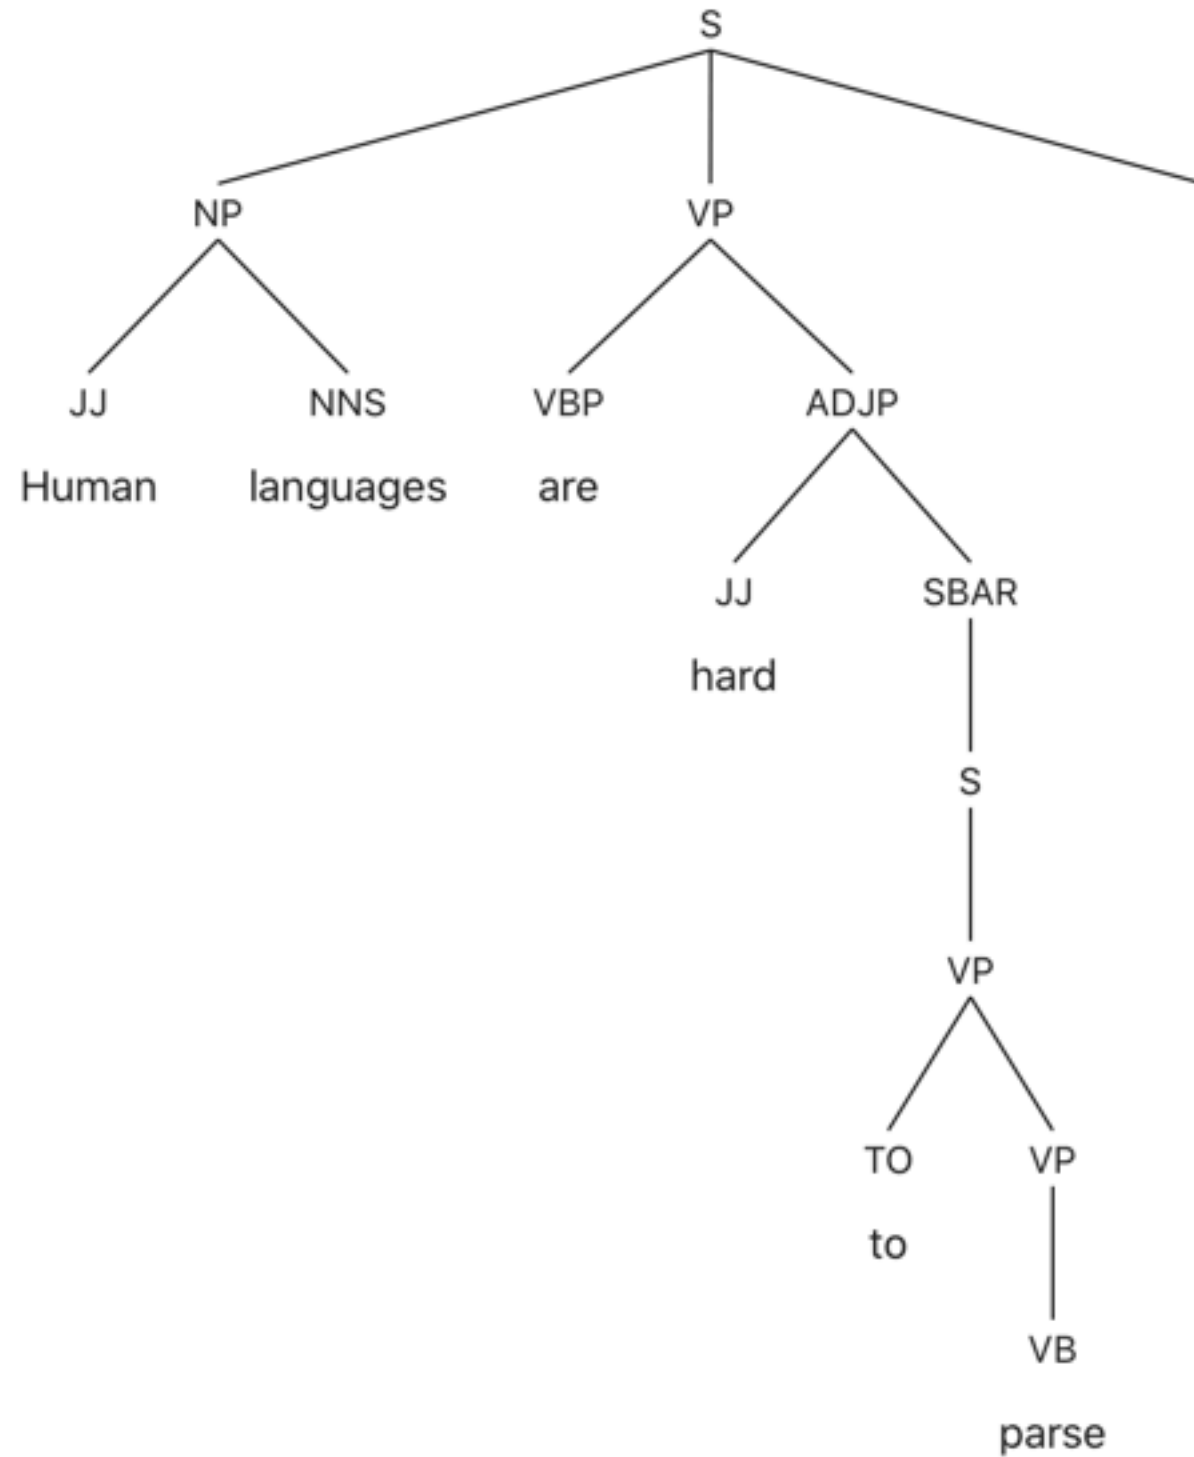 S
NP VP
JJ NNS VBP ADJP
Human languages are
JJ SBAR
hard
S
VP
TO VP
to
VB
parse